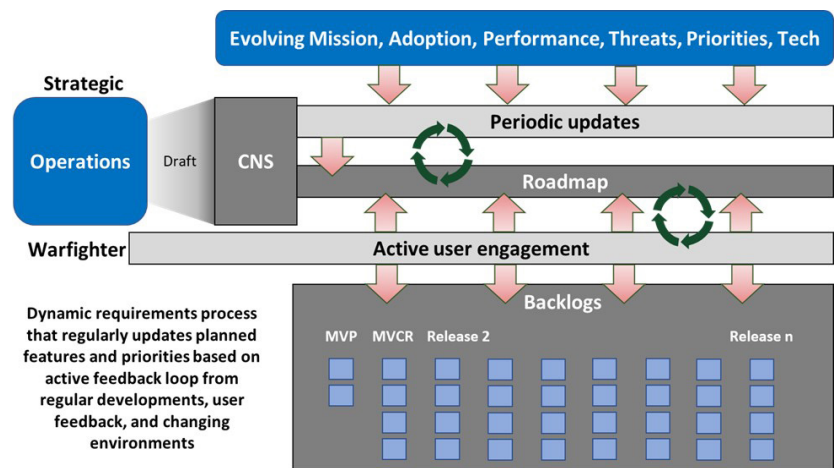 Evolving Mission, Adoption, Performance, Threats, Priorities, Tech
Strategic
Operations
Draft
CNS
Periodic updates
Roadmap
Warfighter
Active user engagement
Backlogs
MVP
MVCR
Release 2
Release n
Dynamic requirements process
that regularly updates planned
features and priorities based on
active feedback loop from
regular developments, user
feedback, and changing
environments